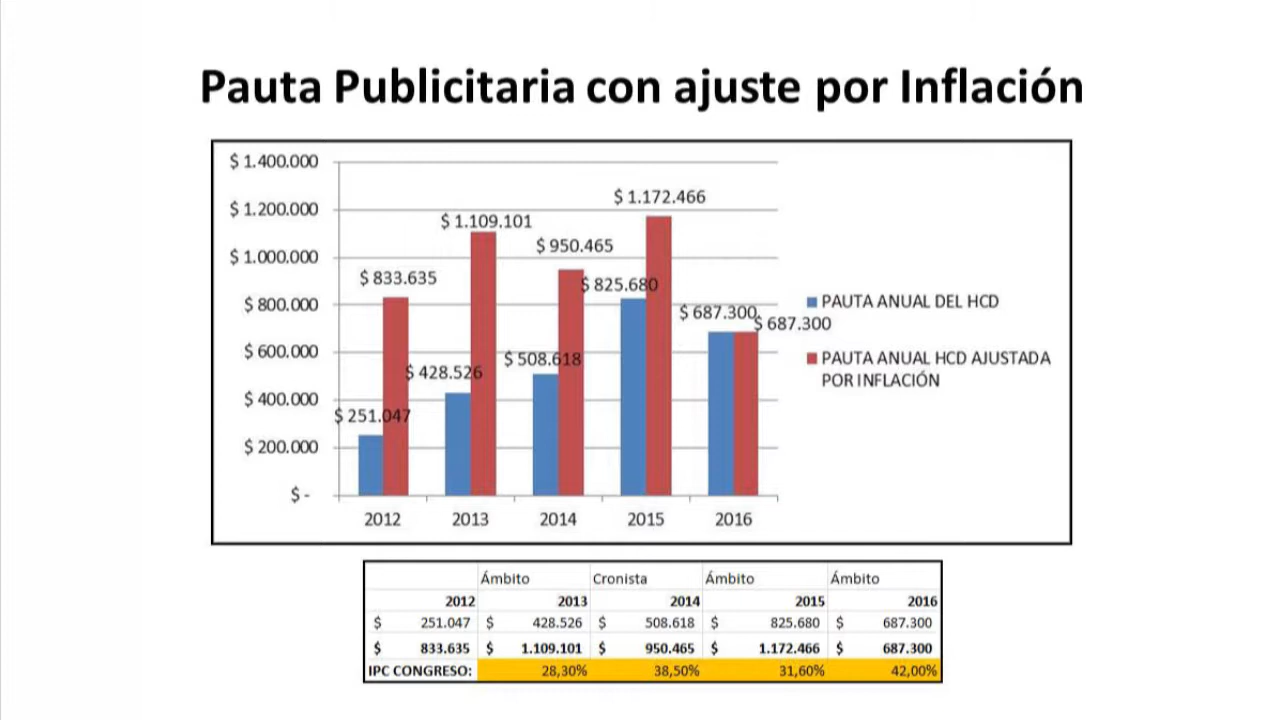 Pauta Publicitaria con ajuste por Inflación
$ 1.400.000
$ 1.200.000
$ 1.000.000
$ 800.000
$ 600.000
$ 400.000
$ 200.000
$ -
$ 251.047
$ 833.635
$ 428.526
$ 1.109.101
$ 508.618
$ 950.465
$ 825.680
$ 1.172.466
$ 687.300
$ 687.300
2012 2013 2014 2015 2016
PAUTA ANUAL DEL HCD
PAUTA ANUAL HCD AJUSTADA
POR INFLACIÓN
Ámbito Cronista Ámbito Ámbito
2012 2013 2014 2015 2016
$ 251.047 $ 428.526 $ 508.618 $ 825.680 $ 687.300
$ 833.635 $ 1.109.101 $ 950.465 $ 1.172.466 $ 687.300
IPC CONGRESO: 28,30% 38,50% 31,60% 42,00%